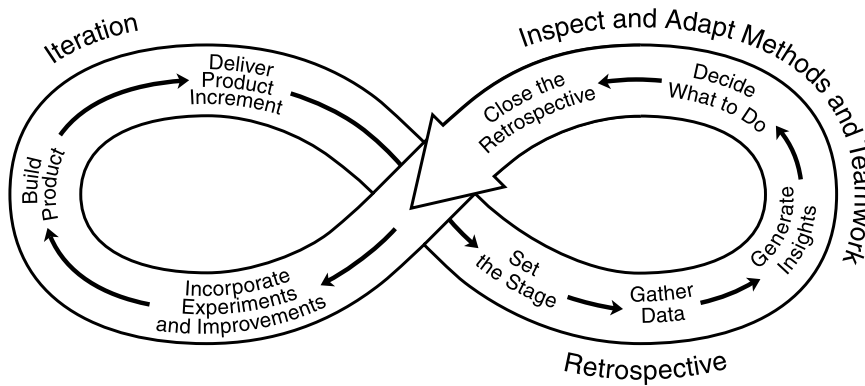 Iteration
Deliver
Product
Increment
Build
Product
Incorporate
Experiments
and Improvements
Inspect and Adapt Methods and Teamwork
Close the
Retrospective
Decide
What to Do
Generate
Insights
Gather
Data
Set
the Stage
Retrospective